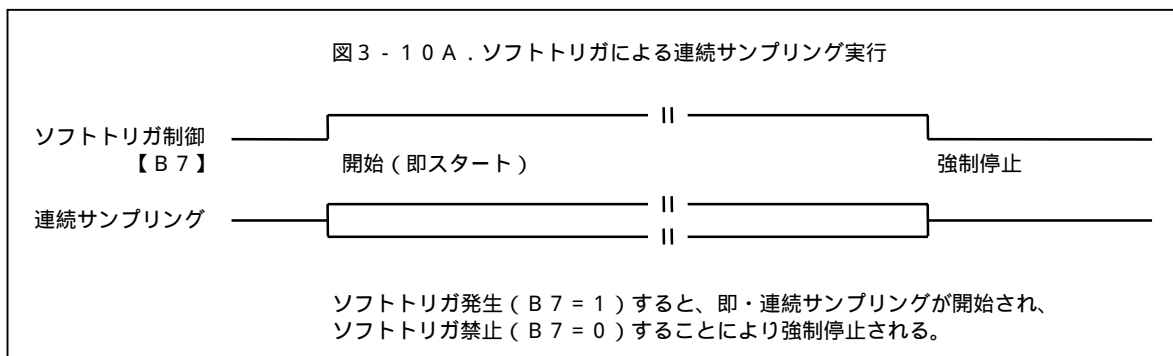 図3-10A.ソフトトリガによる連続サンプリング実行
ソフトトリガ制御
【B7】
開始(即スタート)
強制停止
連続サンプリング
ソフトトリガ発生(B7=1)すると、即・連続サンプリングが開始され、
ソフトトリガ禁止(B7=0)することにより強制停止される。